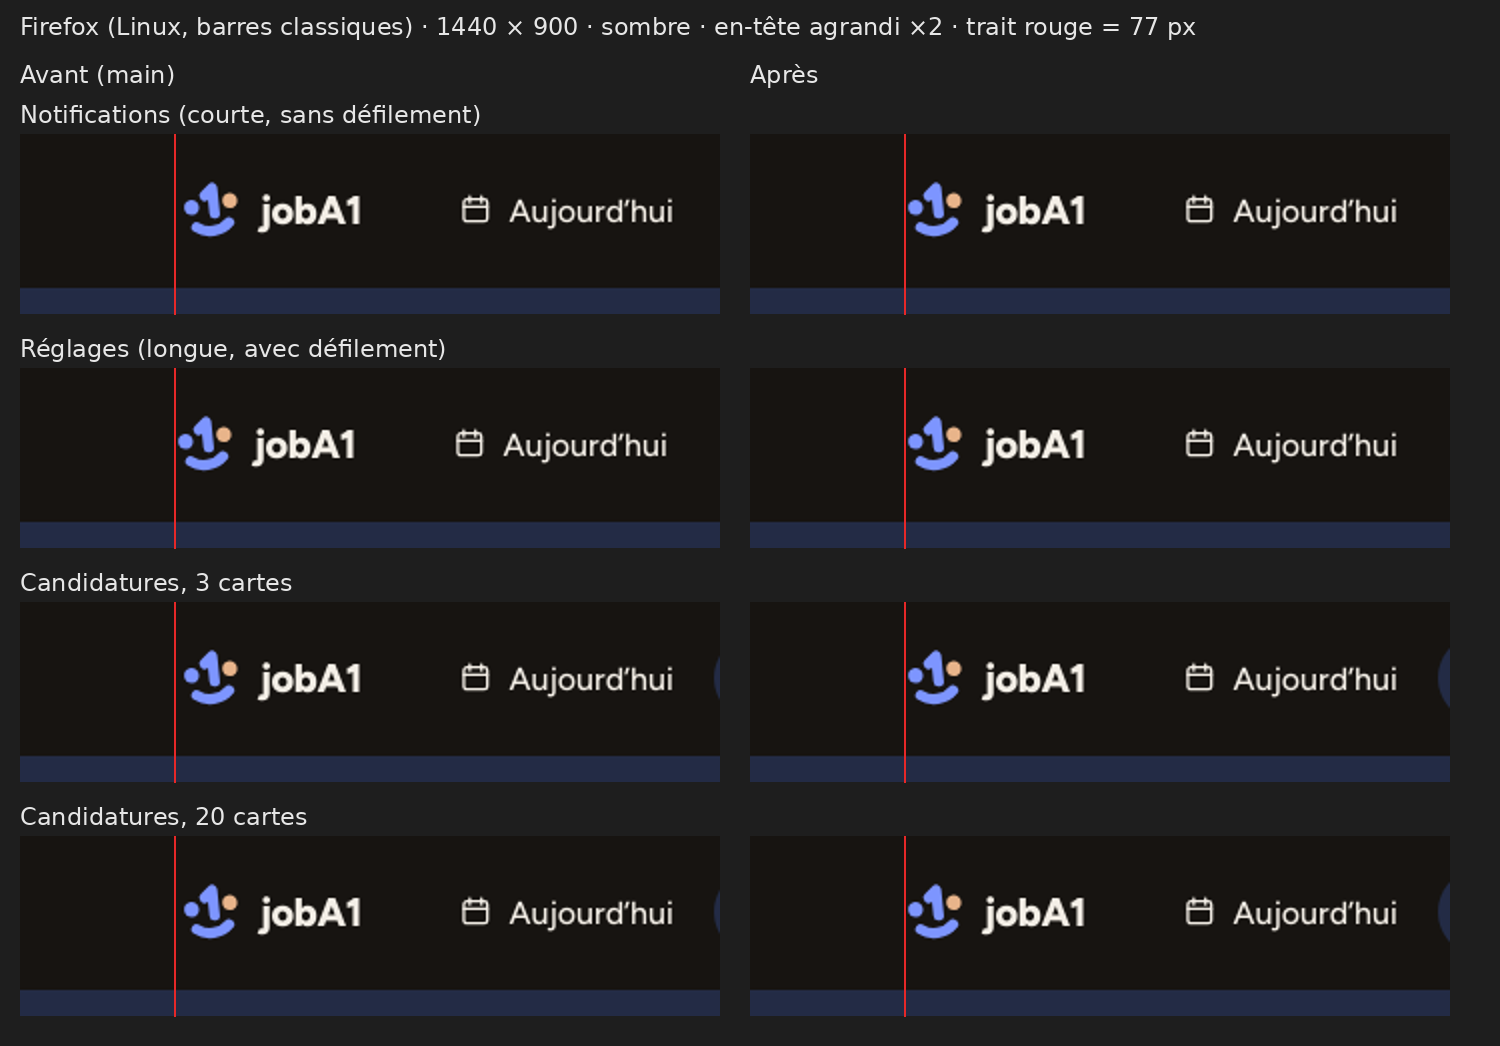 Firefox (Linux, barres classiques) · 1440 × 900 · sombre · en-tête agrandi ×2 · trait rouge = 77 px
Avant (main) Après
Notifications (courte, sans défilement)
jobA1 Aujourd’hui jobA1 Aujourd’hui
Réglages (longue, avec défilement)
jobA1 Aujourd’hui jobA1 Aujourd’hui
Candidatures, 3 cartes
jobA1 Aujourd’hui jobA1 Aujourd’hui
Candidatures, 20 cartes
jobA1 Aujourd’hui jobA1 Aujourd’hui